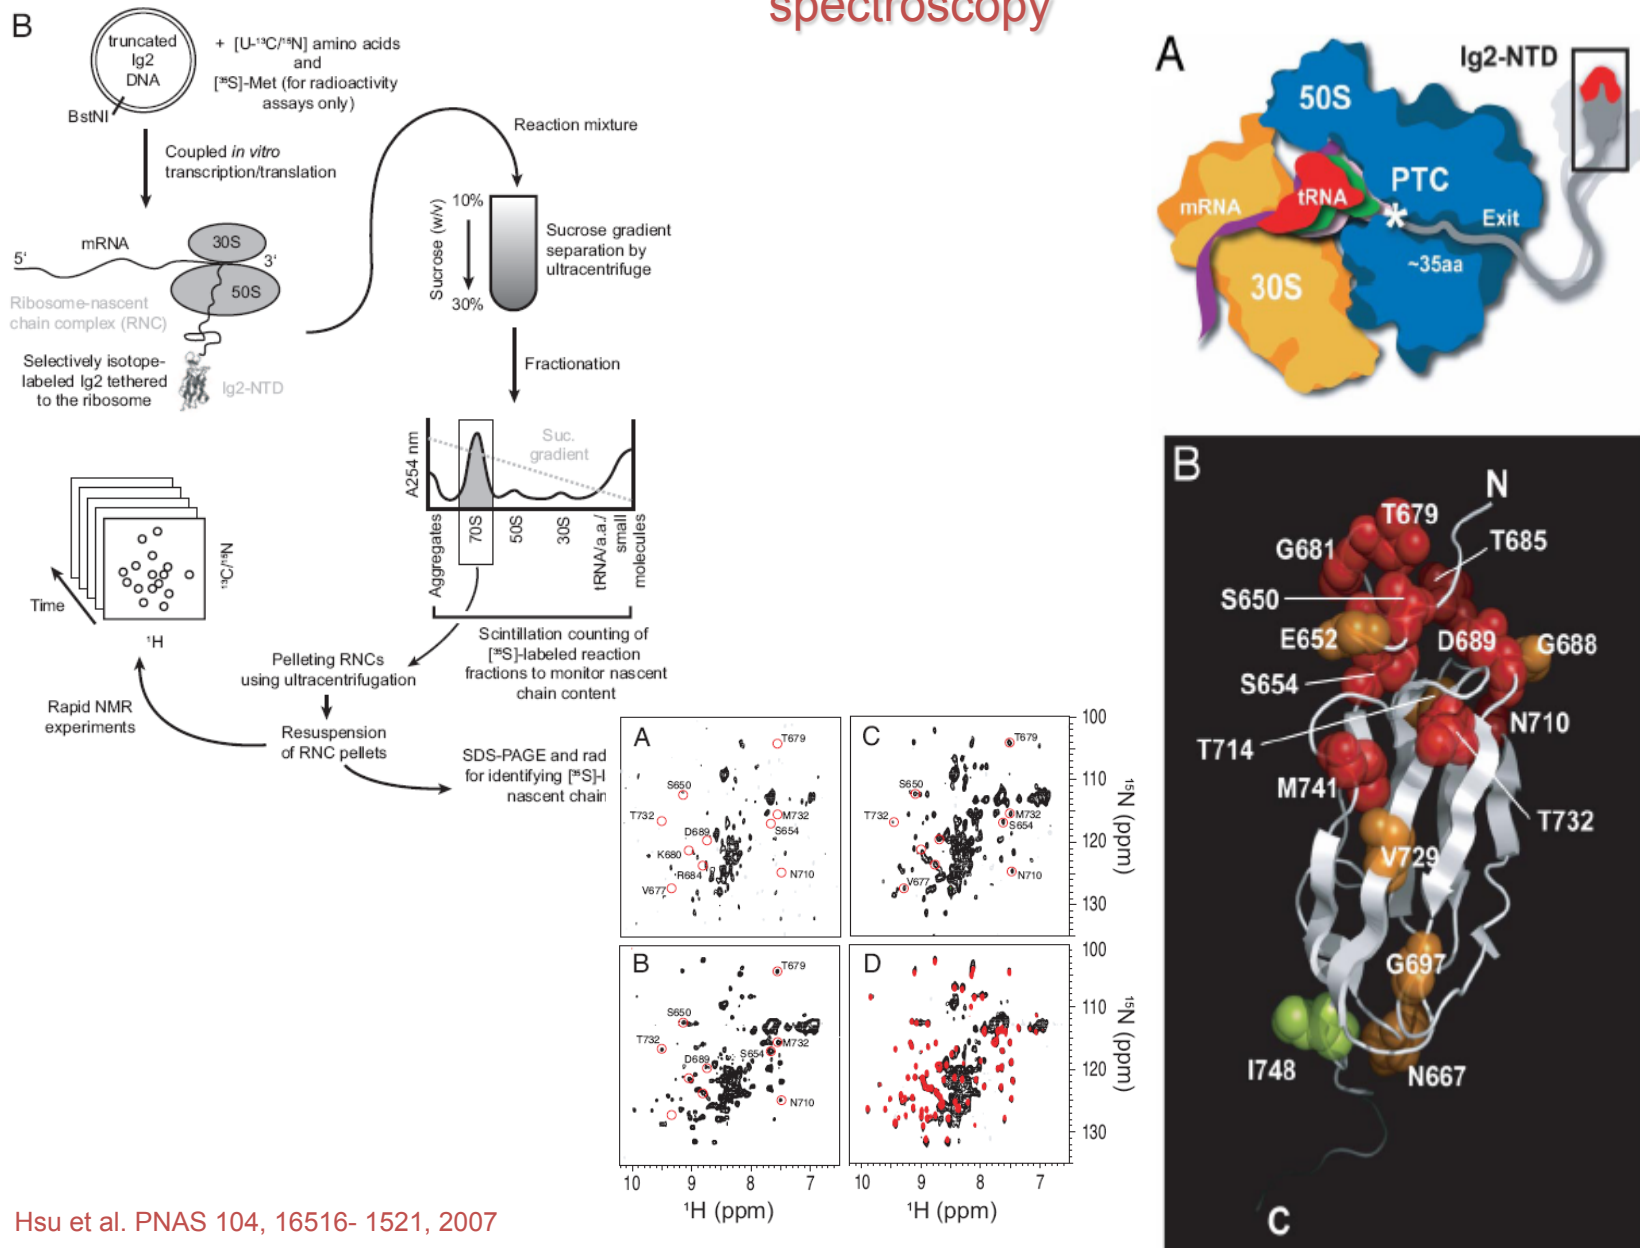 spectroscopy
B
truncated
Ig2
DNA
BstNI
+ [U-¹³C/¹⁵N] amino acids
and
[³⁵S]-Met (for radioactivity
assays only)
Coupled in vitro
transcription/translation
Reaction mixture
mRNA
5'
3'
30S
50S
Ribosome-nascent
chain complex (RNC)
Selectively isotope-
labeled Ig2 tethered
to the ribosome
Ig2-NTD
Sucrose (w/v)
10%
30%
Sucrose gradient
separation by
ultracentrifuge
Fractionation
A254 nm
Suc.
gradient
Aggregates
70S
50S
30S
tRNA/a.a./
small
molecules
Scintillation counting of
[³⁵S]-labeled reaction
fractions to monitor nascent
chain content
Pelleting RNCs
using ultracentrifugation
Resuspension
of RNC pellets
Rapid NMR
experiments
Time
¹H
¹³C/¹⁵N
SDS-PAGE and rad
for identifying [³⁵S]-l
nascent chain
A
T679
S650
T732
M732
S654
D689
K680
R684
V677
N710
C
T679
S650
T732
M732
S654
V677
N710
100
110
120
130
¹⁵N (ppm)
B
T679
S650
T732
M732
S654
D689
N710
D
100
110
120
130
¹⁵N (ppm)
10
9
8
7
¹H (ppm)
10
9
8
7
¹H (ppm)
A
Ig2-NTD
50S
PTC
tRNA
mRNA
*
Exit
~35aa
30S
B
N
T679
T685
G681
S650
E652
D689
G688
S654
N710
T714
M741
T732
V729
G697
I748
N667
C
Hsu et al. PNAS 104, 16516- 1521, 2007